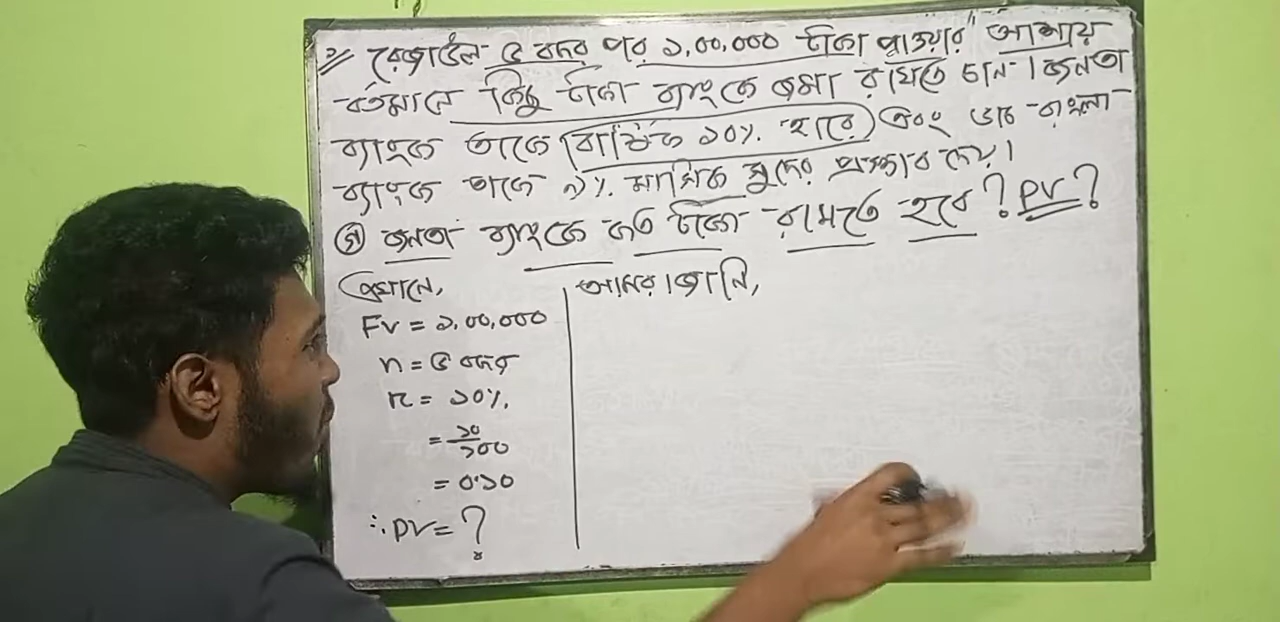 ২// রেজাউল ৫ বছর পর ১,০০,০০০ টাকা পাওয়ার আশায়
বর্তমানে কিছু টাকা ব্যাংকে জমা রাখতে চান। জনতা
ব্যাংক তাকে বার্ষিক ১০% হারে এবং ডাচ বাংলা
ব্যাংক তাকে ৯% মাসিক সুদের প্রস্তাব দেয়।
জনতা ব্যাংকে কত টাকা রাখতে হবে? PV?
এখানে,
FV = ১,০০,০০০
n = ৫ বছর
r = ১০%
= ১০/১০০
= ০.১০
∴ PV = ?
আমরা জানি,